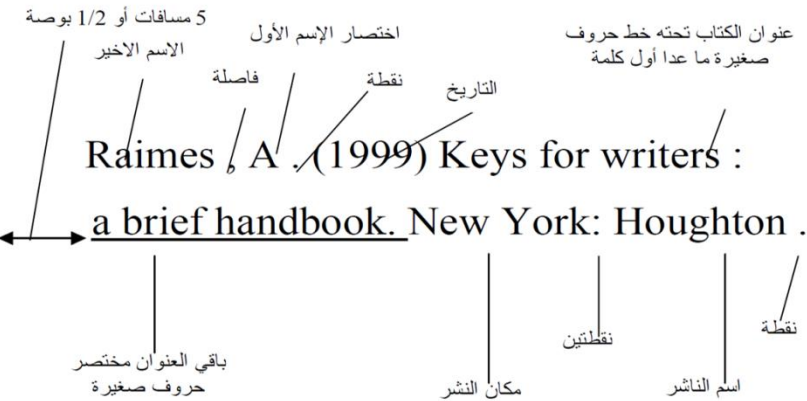 5 مسافات أو 1/2 بوصة
الاسم الاخير
فاصلة
اختصار الإسم الأول
نقطة
التاريخ
عنوان الكتاب تحته خط حروف
صغيرة ما عدا أول كلمة
Raimes , A . (1999) Keys for writers :
a brief handbook. New York: Houghton .
باقي العنوان مختصر
حروف صغيرة
مكان النشر
نقطتين
اسم الناشر
نقطة